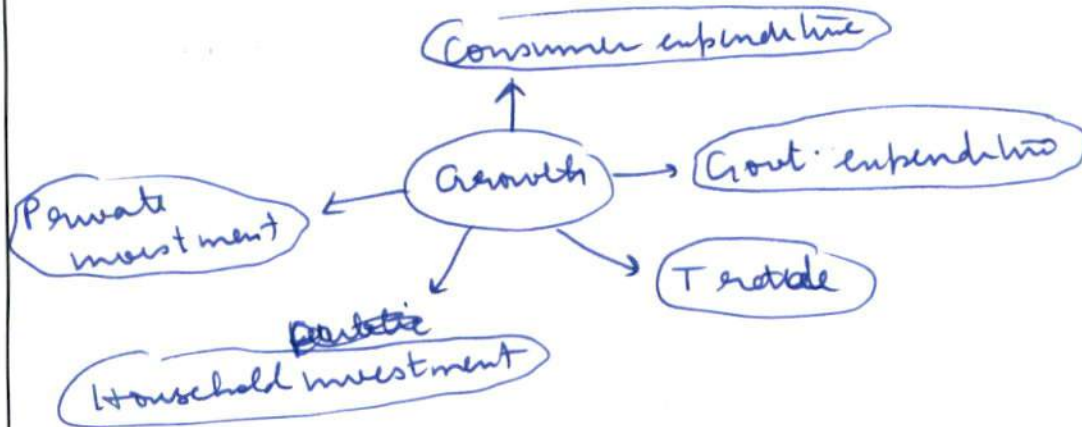 Consumer expenditure
Growth
Govt. expenditure
Private
investment
Trade
Household investment